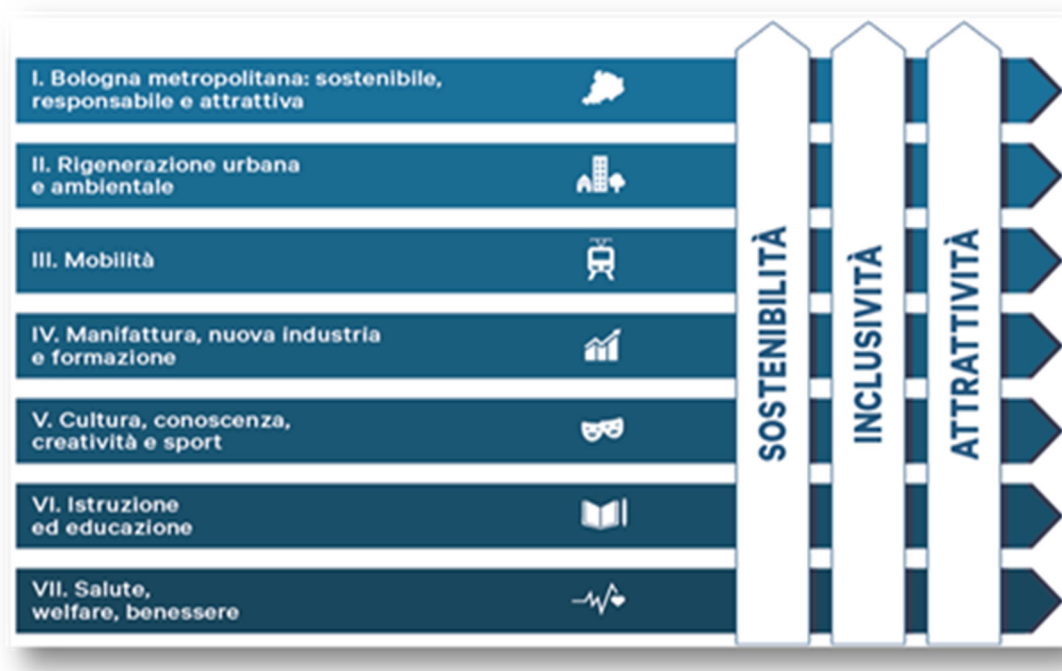 I. Bologna metropolitana: sostenibile,
responsabile e attrattiva
II. Rigenerazione urbana
e ambientale
III. Mobilità
IV. Manifattura, nuova industria
e formazione
V. Cultura, conoscenza,
creatività e sport
VI. Istruzione
ed educazione
VII. Salute,
welfare, benessere
SOSTENIBILITÀ
INCLUSIVITÀ
ATTRATTIVITÀ